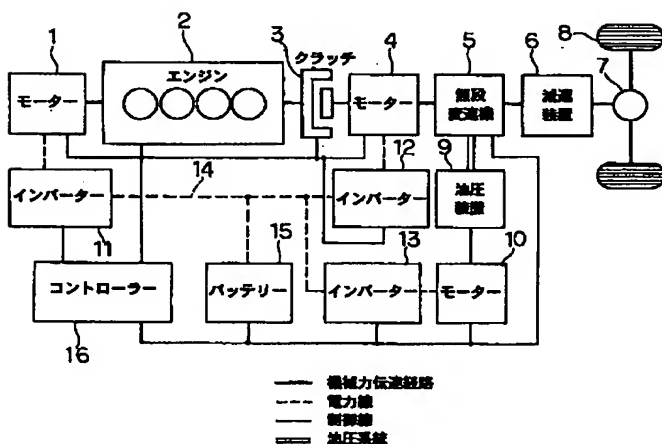 1
2
3
クラッチ
4
5
6
8
エンジン
7
モーター
モーター
無段
変速機
減速
装置
14
12
9
インバーター
インバーター
油圧
装置
11
15
13
10
コントローラー
バッテリー
インバーター
モーター
16
機械力伝達経路
電力線
制御線
油圧系統